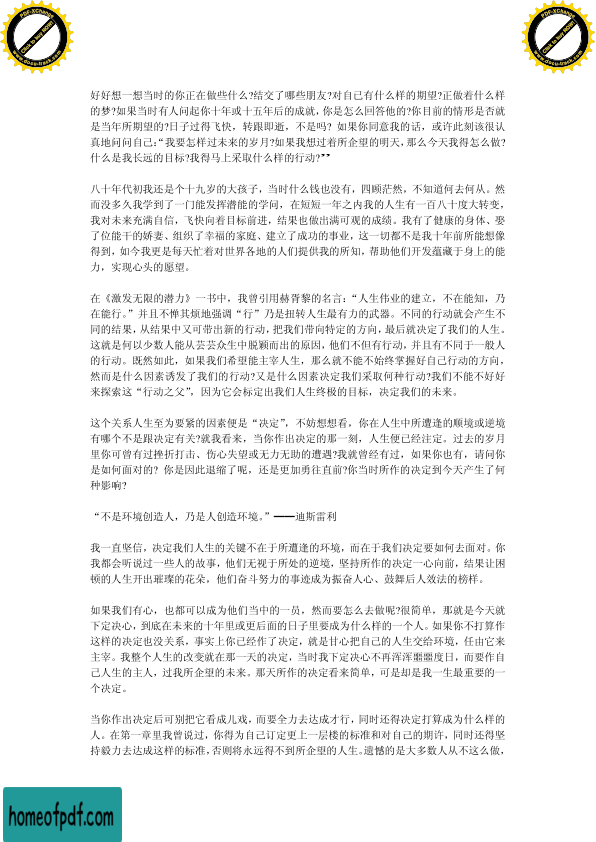 PDF-XChange
Click to buy NOW!
www.docu-track.com
PDF-XChange
Click to buy NOW!
www.docu-track.com
好好想一想当时的你正在做些什么?结交了哪些朋友?对自已有什么样的期望?正做着什么样
的梦?如果当时有人问起你十年或十五年后的成就,你是怎么回答他的?你目前的情形是否就
是当年所期望的?日子过得飞快,转跟即逝,不是吗? 如果你同意我的话,或许此刻该很认
真地问问自己:“我要怎样过未来的岁月?如果我想过着所企望的明天,那么今天我得怎么做?
什么是我长远的目标?我得马上采取什么样的行动?””
八十年代初我还是个十九岁的大孩子,当时什么钱也没有,四顾茫然,不知道何去何从。然
而没多久我学到了一门能发挥潜能的学问,在短短一年之内我的人生有一百八十度大转变,
我对未来充满自信,飞快向着目标前进,结果也做出满可观的成绩。我有了健康的身体、娶
了位能干的娇妻、组织了幸福的家庭、建立了成功的事业,这一切都不是我十年前所能想像
得到,如今我更是每天忙着对世界各地的人们提供我的所知,帮助他们开发蕴藏于身上的能
力,实现心头的愿望。
在《激发无限的潜力》一书中,我曾引用赫胥黎的名言:“人生伟业的建立,不在能知,乃
在能行。”并且不惮其烦地强调“行”乃是扭转人生最有力的武器。不同的行动就会产生不
同的结果,从结果中又可带出新的行动,把我们带向特定的方向,最后就决定了我们的人生。
这就是何以少数人能从芸芸众生中脱颖而出的原因,他们不但有行动,并且有不同于一般人
的行动。既然如此,如果我们希望能主宰人生,那么就不能不始终掌握好自己行动的方向,
然而是什么因素诱发了我们的行动?又是什么因素决定我们采取何种行动?我们不能不好好
来探索这“行动之父”,因为它会标定出我们人生终极的目标,决定我们的未来。
这个关系人生至为要紧的因素便是“决定”,不妨想想看,你在人生中所遭逢的顺境或逆境
有哪个不是跟决定有关?就我看来,当你作出决定的那一刻,人生便已经注定。过去的岁月
里你可曾有过挫折打击、伤心失望或无力无助的遭遇?我就曾经有过,如果你也有,请问你
是如何面对的? 你是因此退缩了呢,还是更加勇往直前?你当时所作的决定到今天产生了何
种影响?
“不是环境创造人,乃是人创造环境。”━━迪斯雷利
我一直坚信,决定我们人生的关键不在于所遭逢的环境,而在于我们决定要如何去面对。你
我都会听说过一些人的故事,他们无视于所处的逆境,坚持所作的决定一心向前,结果让困
顿的人生开出璀璨的花朵,他们奋斗努力的事迹成为振奋人心、鼓舞后人效法的榜样。
如果我们有心,也都可以成为他们当中的一员,然而要怎么去做呢?很简单,那就是今天就
下定决心,到底在未来的十年里或更后面的日子里要成为什么样的一个人。如果你不打算作
这样的决定也没关系,事实上你已经作了决定,就是甘心把自己的人生交给环境,任由它来
主宰。我整个人生的改变就在那一天的决定,当时我下定决心不再浑浑噩噩度日,而要作自
己人生的主人,过我所企望的未来。那天所作的决定看来简单,可是却是我一生最重要的一
个决定。
当你作出决定后可别把它看成儿戏,而要全力去达成才行,同时还得决定打算成为什么样的
人。在第一章里我曾说过,你得为自己订定更上一层楼的标准和对自己的期许,同时还得坚
持毅力去达成这样的标准,否则将永远得不到所企望的人生。遗憾的是大多数人从不这么做,
homeofpdf.com